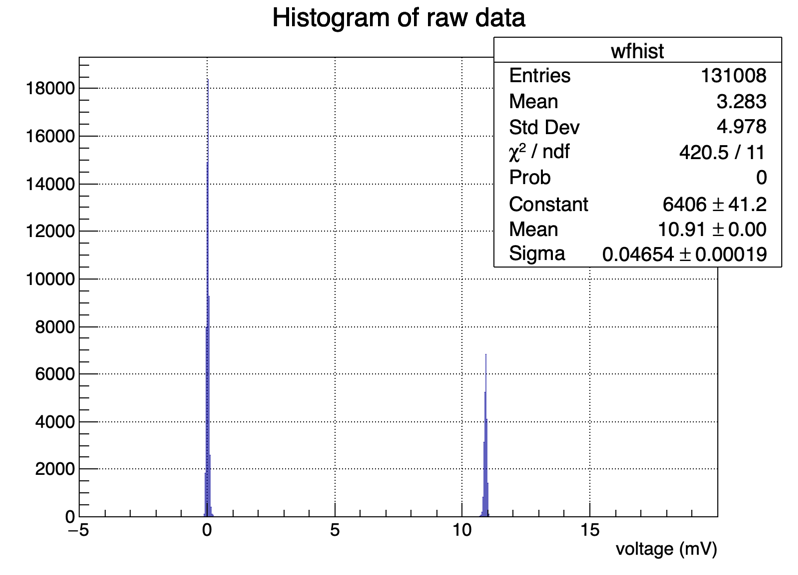 Histogram of raw data
wfhist
Entries 131008
Mean 3.283
Std Dev 4.978
χ² / ndf 420.5 / 11
Prob 0
Constant 6406 ± 41.2
Mean 10.91 ± 0.00
Sigma 0.04654 ± 0.00019
18000
16000
14000
12000
10000
8000
6000
4000
2000
0
−5 0 5 10 15
voltage (mV)